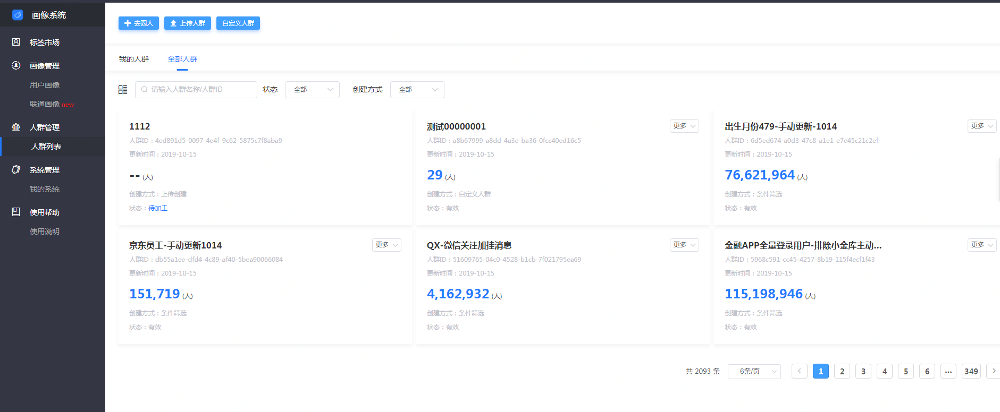 画像系统
标签市场
画像管理
用户画像
联通画像 new
人群管理
人群列表
系统管理
我的系统
使用帮助
使用说明
去圈人 上传人群 自定义人群
我的人群 全部人群
请输入人群名称/人群ID 状态 全部 创建方式 全部
1112
人群ID：4ed891d5-0097-4e4f-9c62-5875c7f8aba9
更新时间：2019-10-15
-- (人)
创建方式：上传创建
状态：待加工
测试00000001 更多
人群ID：a8b67999-a8dd-4a3e-ba36-0fcc40ed16c5
更新时间：2019-10-15
29 (人)
创建方式：自定义人群
状态：有效
出生月份479-手动更新-1014 更多
人群ID：6d5ed674-a0d3-47c8-a1e1-e7e45c21c2ef
更新时间：2019-10-15
76,621,964 (人)
创建方式：条件筛选
状态：有效
京东员工-手动更新1014 更多
人群ID：db55a1ee-dfd4-4c89-af40-5bea90066084
更新时间：2019-10-15
151,719 (人)
创建方式：条件筛选
状态：有效
QX-微信关注加挂消息 更多
人群ID：51609765-04c0-4528-b1cb-7f021795ea69
更新时间：2019-10-15
4,162,932 (人)
创建方式：条件筛选
状态：有效
金融APP全量登录用户-排除小金库主动... 更多
人群ID：5968c591-cc45-4257-8b19-115f4ecf1f43
更新时间：2019-10-15
115,198,946 (人)
创建方式：条件筛选
状态：有效
共 2093 条 6条/页 1 2 3 4 5 6 ... 349